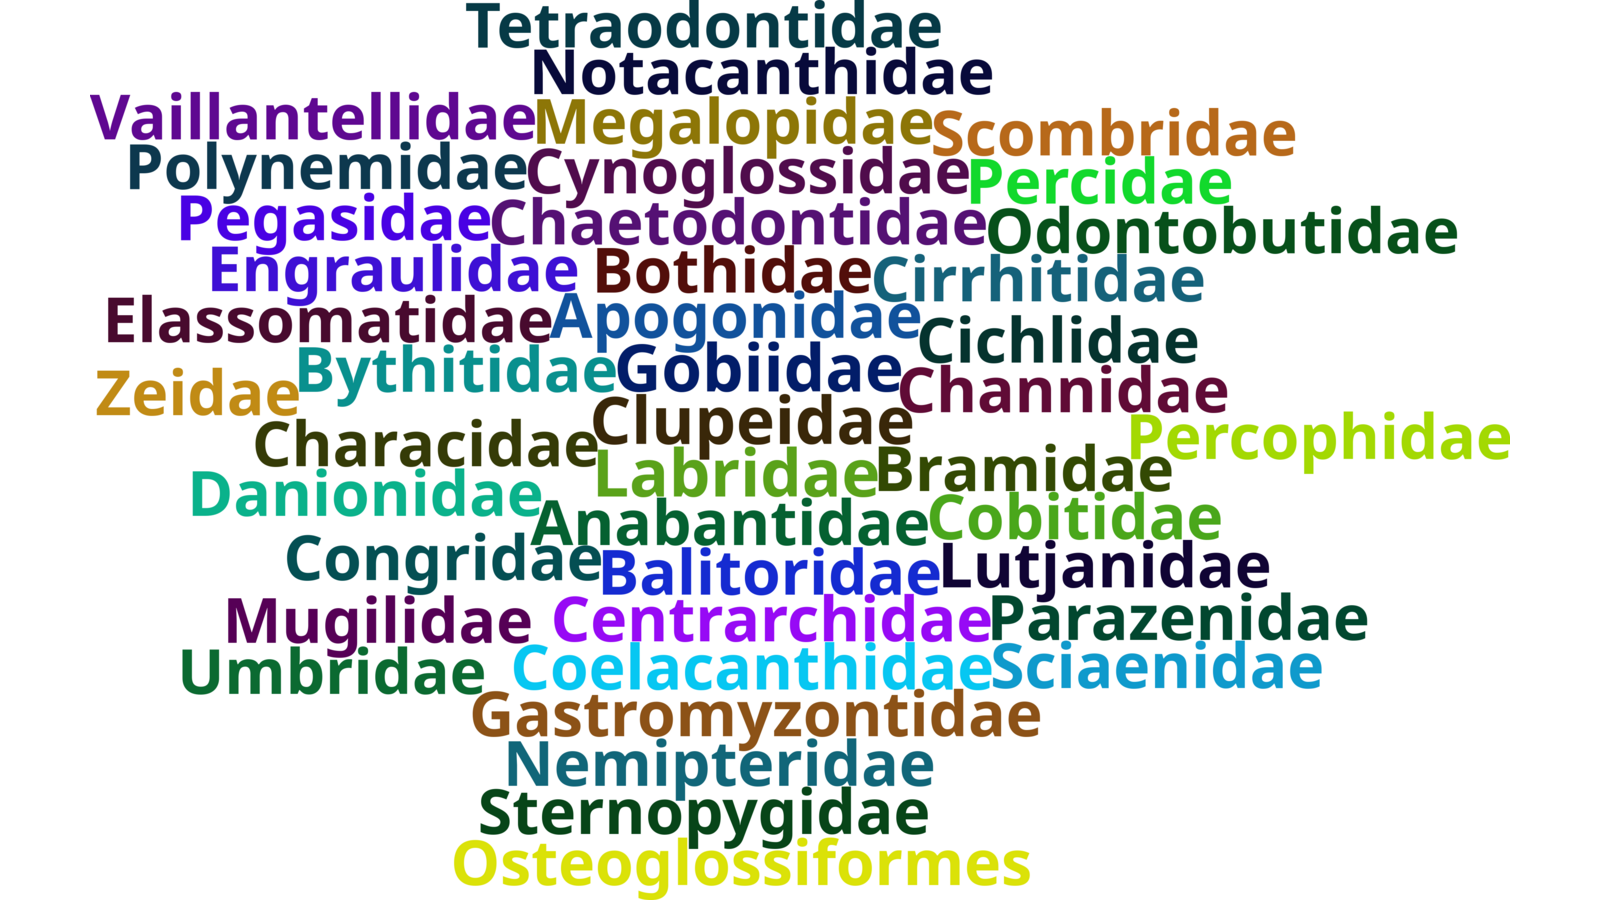 Tetraodontidae
Notacanthidae
Vaillantellidae Megalopidae Scombridae
Polynemidae Cynoglossidae Percidae
Pegasidae Chaetodontidae Odontobutidae
Engraulidae Bothidae Cirrhitidae
Elassomatidae Apogonidae Cichlidae
Zeidae Bythitidae Gobiidae Channidae
Characidae Clupeidae Percophidae
Danionidae Labridae Bramidae
Anabantidae Cobitidae
Congridae Balitoridae Lutjanidae
Mugilidae Centrarchidae Parazenidae
Umbridae Coelacanthidae Sciaenidae
Gastromyzontidae
Nemipteridae
Sternopygidae
Osteoglossiformes